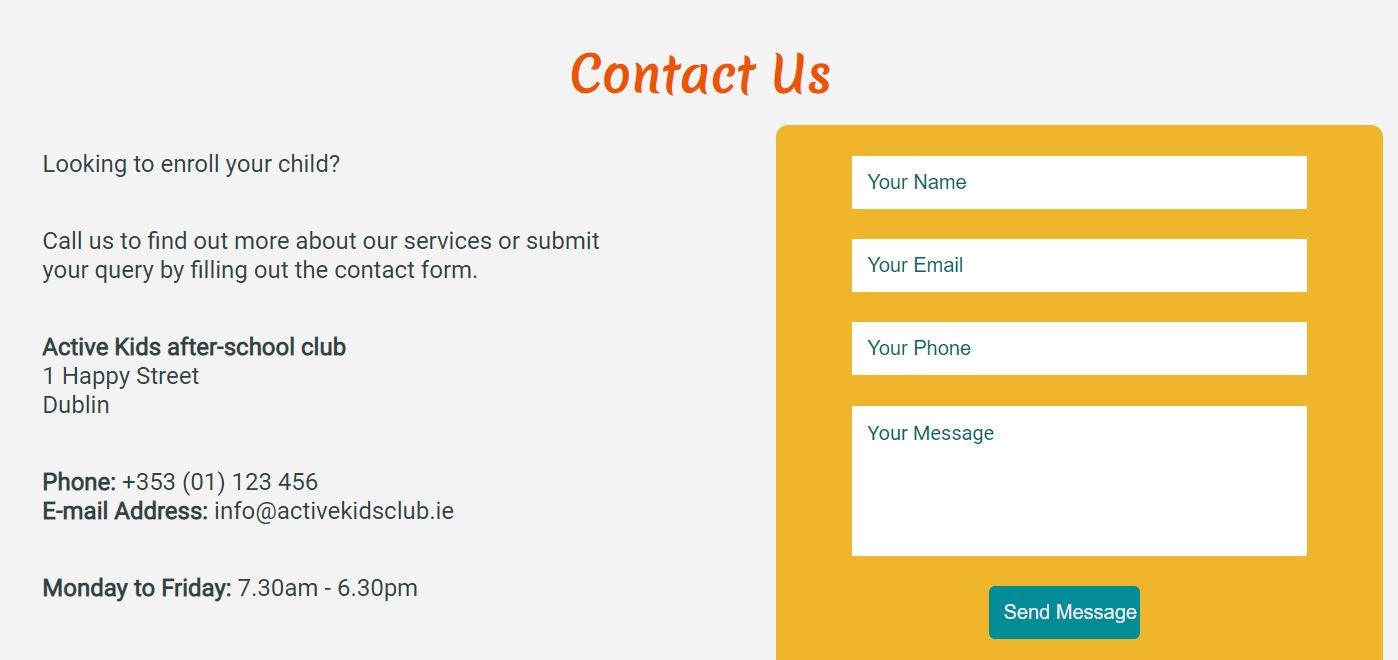 Contact Us
Looking to enroll your child?
Call us to find out more about our services or submit
your query by filling out the contact form.
Active Kids after-school club
1 Happy Street
Dublin
Phone: +353 (01) 123 456
E-mail Address: info@activekidsclub.ie
Monday to Friday: 7.30am - 6.30pm
Your Name
Your Email
Your Phone
Your Message
Send Message